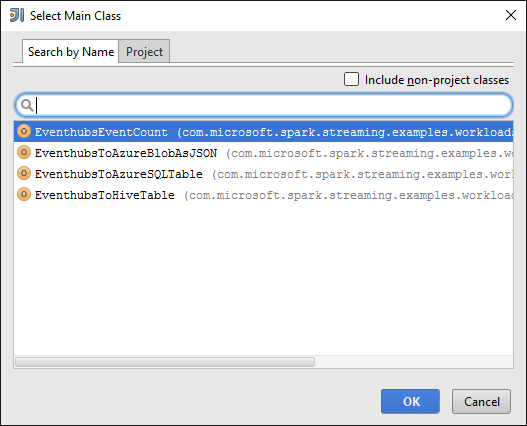 Select Main Class
Search by Name Project
Include non-project classes
EventhubsEventCount (com.microsoft.spark.streaming.examples.workloads
EventhubsToAzureBlobAsJSON (com.microsoft.spark.streaming.examples.wo
EventhubsToAzureSQLTable (com.microsoft.spark.streaming.examples.work
EventhubsToHiveTable (com.microsoft.spark.streaming.examples.workload
OK Cancel